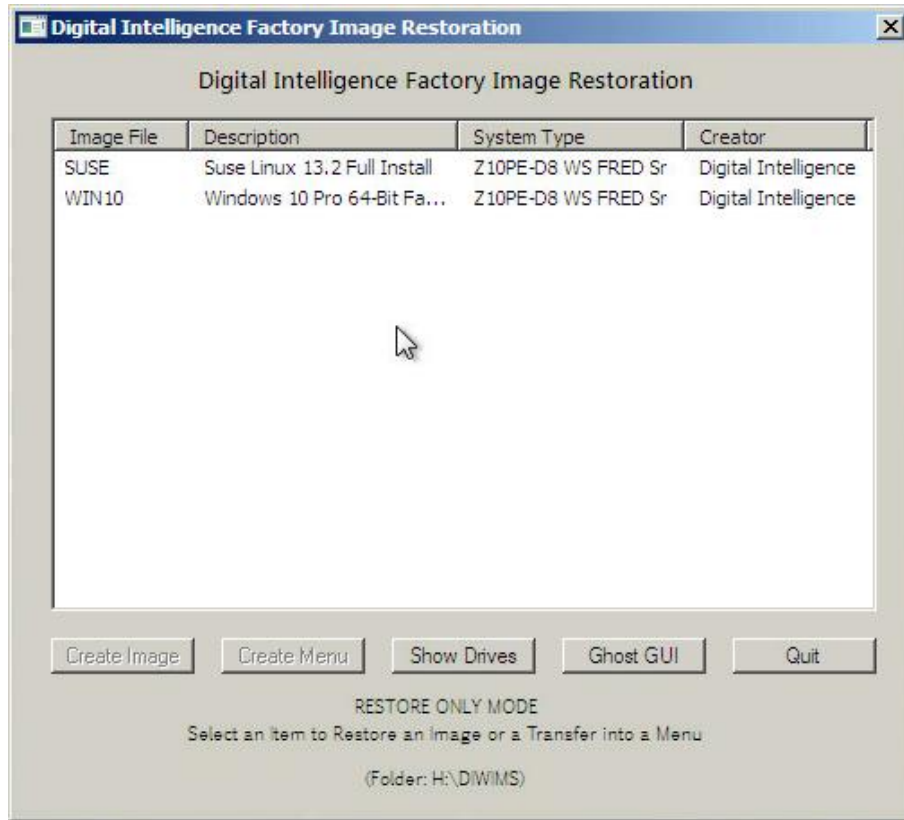 Digital Intelligence Factory Image Restoration
Digital Intelligence Factory Image Restoration
Image File Description System Type Creator
SUSE Suse Linux 13.2 Full Install Z10PE-D8 WS FRED Sr Digital Intelligence
WIN10 Windows 10 Pro 64-Bit Fa... Z10PE-D8 WS FRED Sr Digital Intelligence
Create Image Create Menu Show Drives Ghost GUI Quit
RESTORE ONLY MODE
Select an Item to Restore an Image or a Transfer into a Menu
(Folder: H:\DIWIMS)